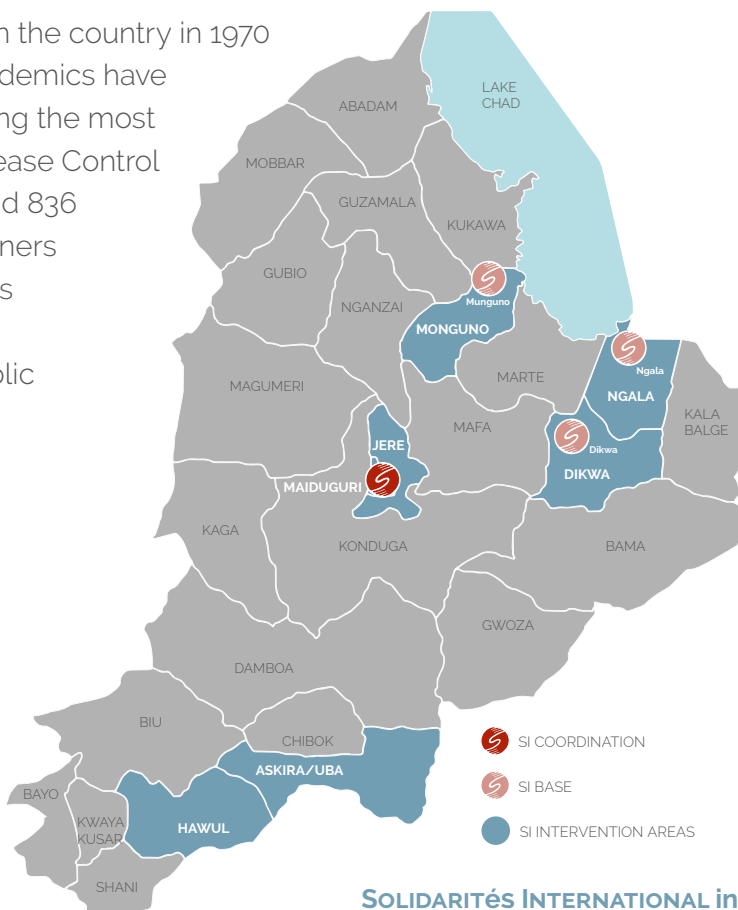 n the country in 1970
demics have
ng the most
ease Control
d 836
ners
s
olic
LAKE
CHAD
ABADAM
MOBBAR
GUZAMALA
KUKAWA
GUBIO
NGANZAI
Munguno
MONGUNO
MARTE
Ngala
NGALA
MAGUMERI
KALA
BALGE
MAFA
JERE
Dikwa
DIKWA
MAIDUGURI
KAGA
KONDUGA
BAMA
GWOZA
DAMBOA
BIU
CHIBOK
ASKIRA/UBA
BAYO
KWAYA
KUSAR
HAWUL
SHANI
SI COORDINATION
SI BASE
SI INTERVENTION AREAS
SOLIDARITéS INTERNATIONAL in